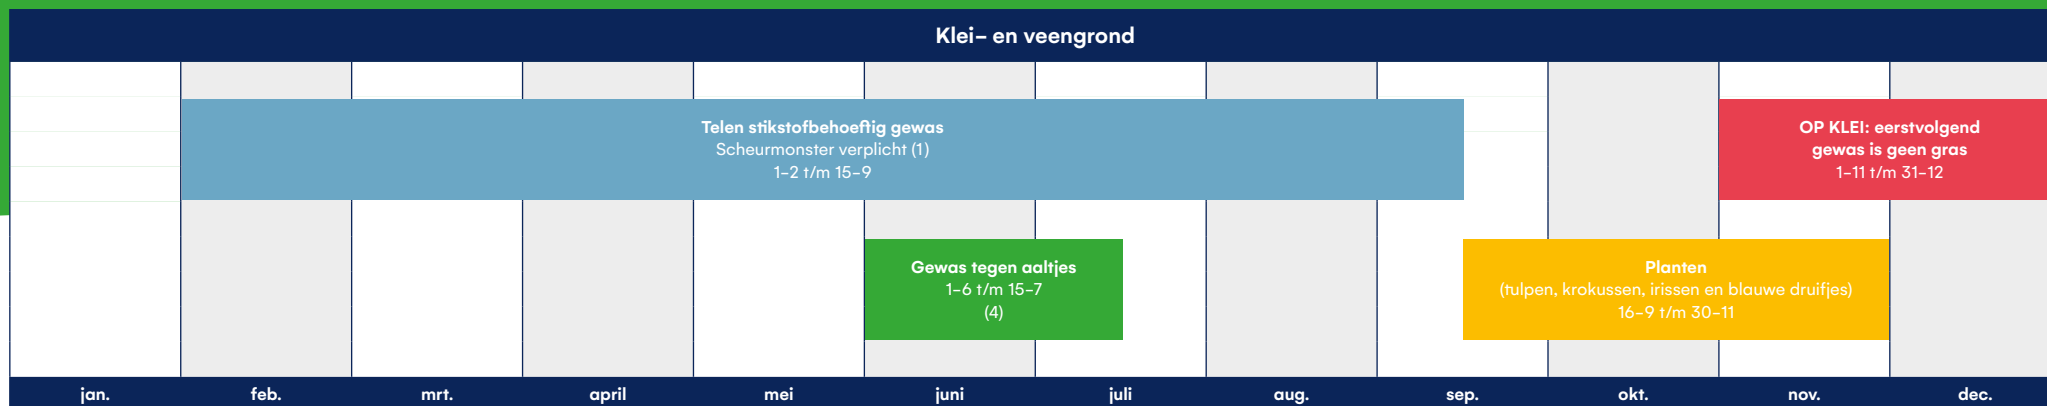 Klei- en veengrond
Telen stikstofbehoeftig gewas
Scheurmonster verplicht (1)
1-2 t/m 15-9
OP KLEI: eerstvolgend
gewas is geen gras
1-11 t/m 31-12
Gewas tegen aaltjes
1-6 t/m 15-7
(4)
Planten
(tulpen, krokussen, irissen en blauwe druifjes)
16-9 t/m 30-11
jan. feb. mrt. april mei juni juli aug. sep. okt. nov. dec.